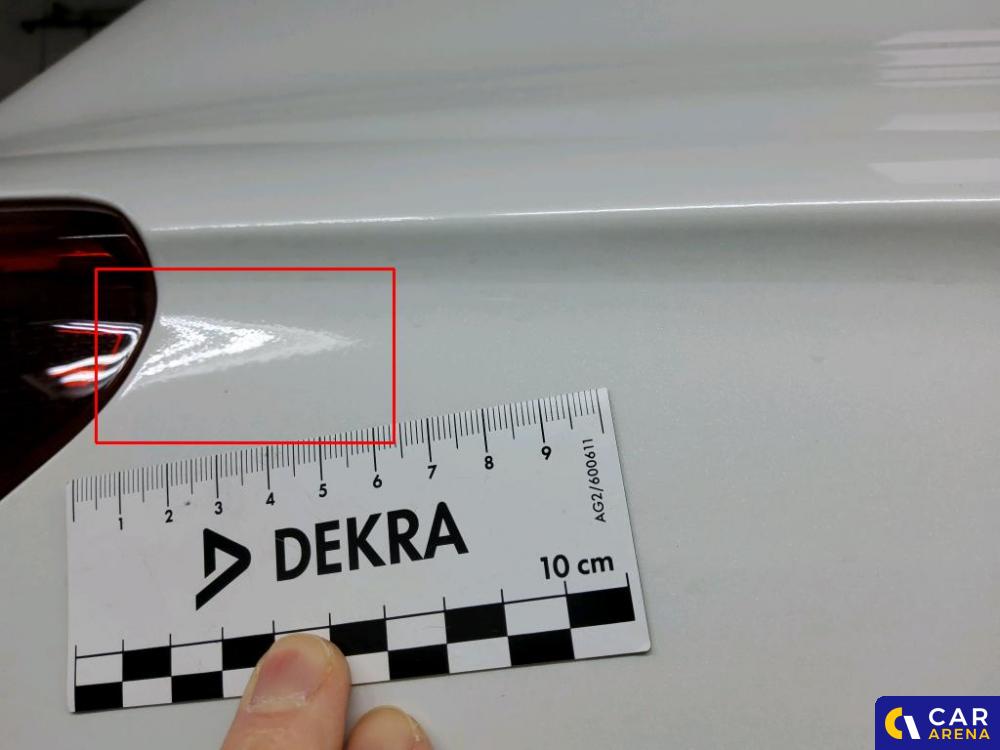 1 2 3 4 5 6 7 8 9
AG2/600611
DEKRA
10 cm
CAR
ARENA